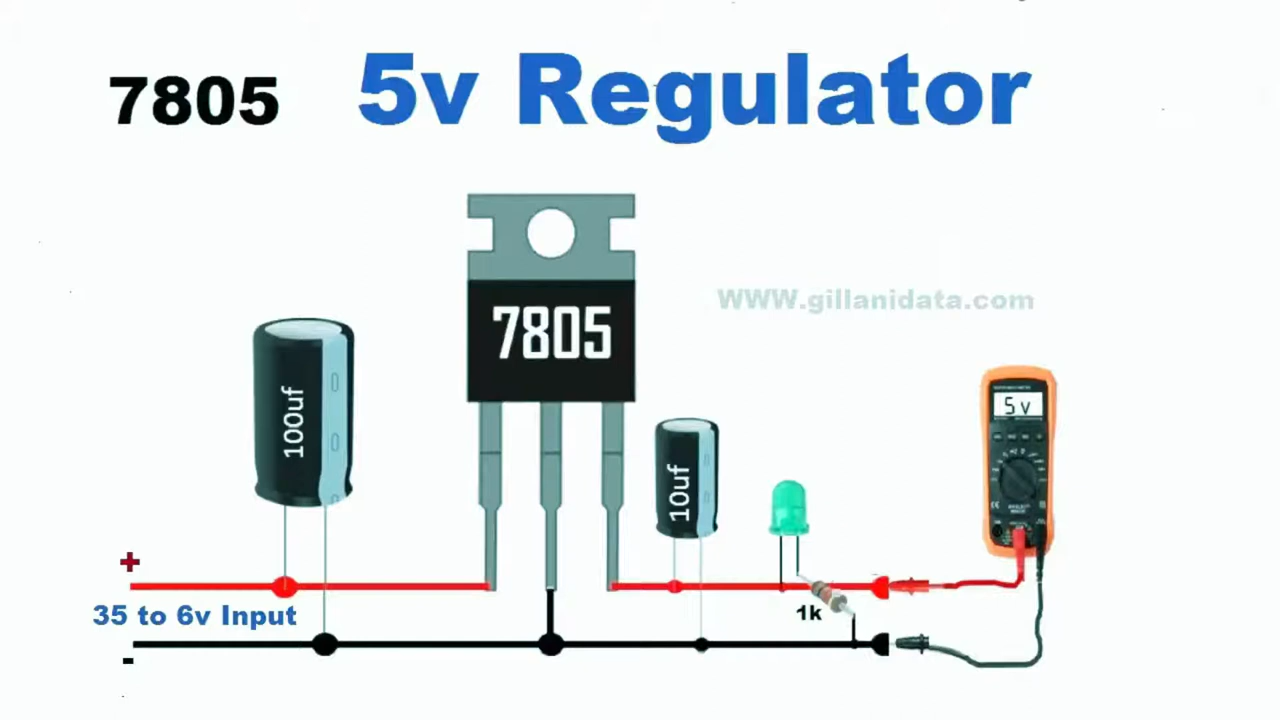 7805 5v Regulator
WWW.gillanidata.com
7805
100uf
5 v
10uf
+
35 to 6v Input
1k
-